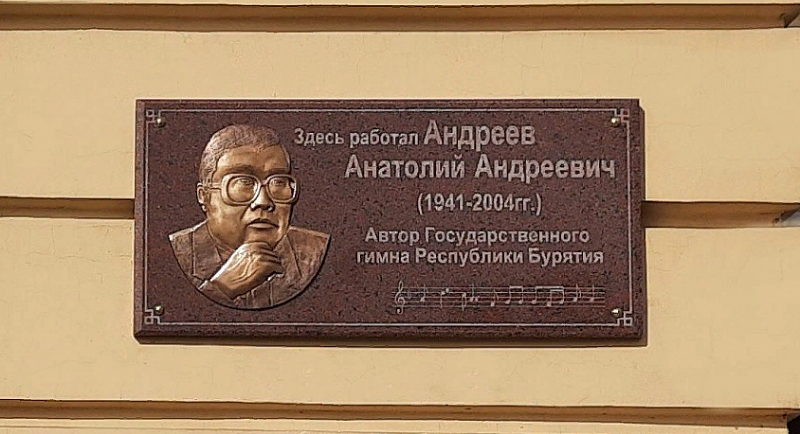 Здесь работал Андреев
Анатолий Андреевич
(1941-2004гг.)
Автор Государственного
гимна Республики Бурятия